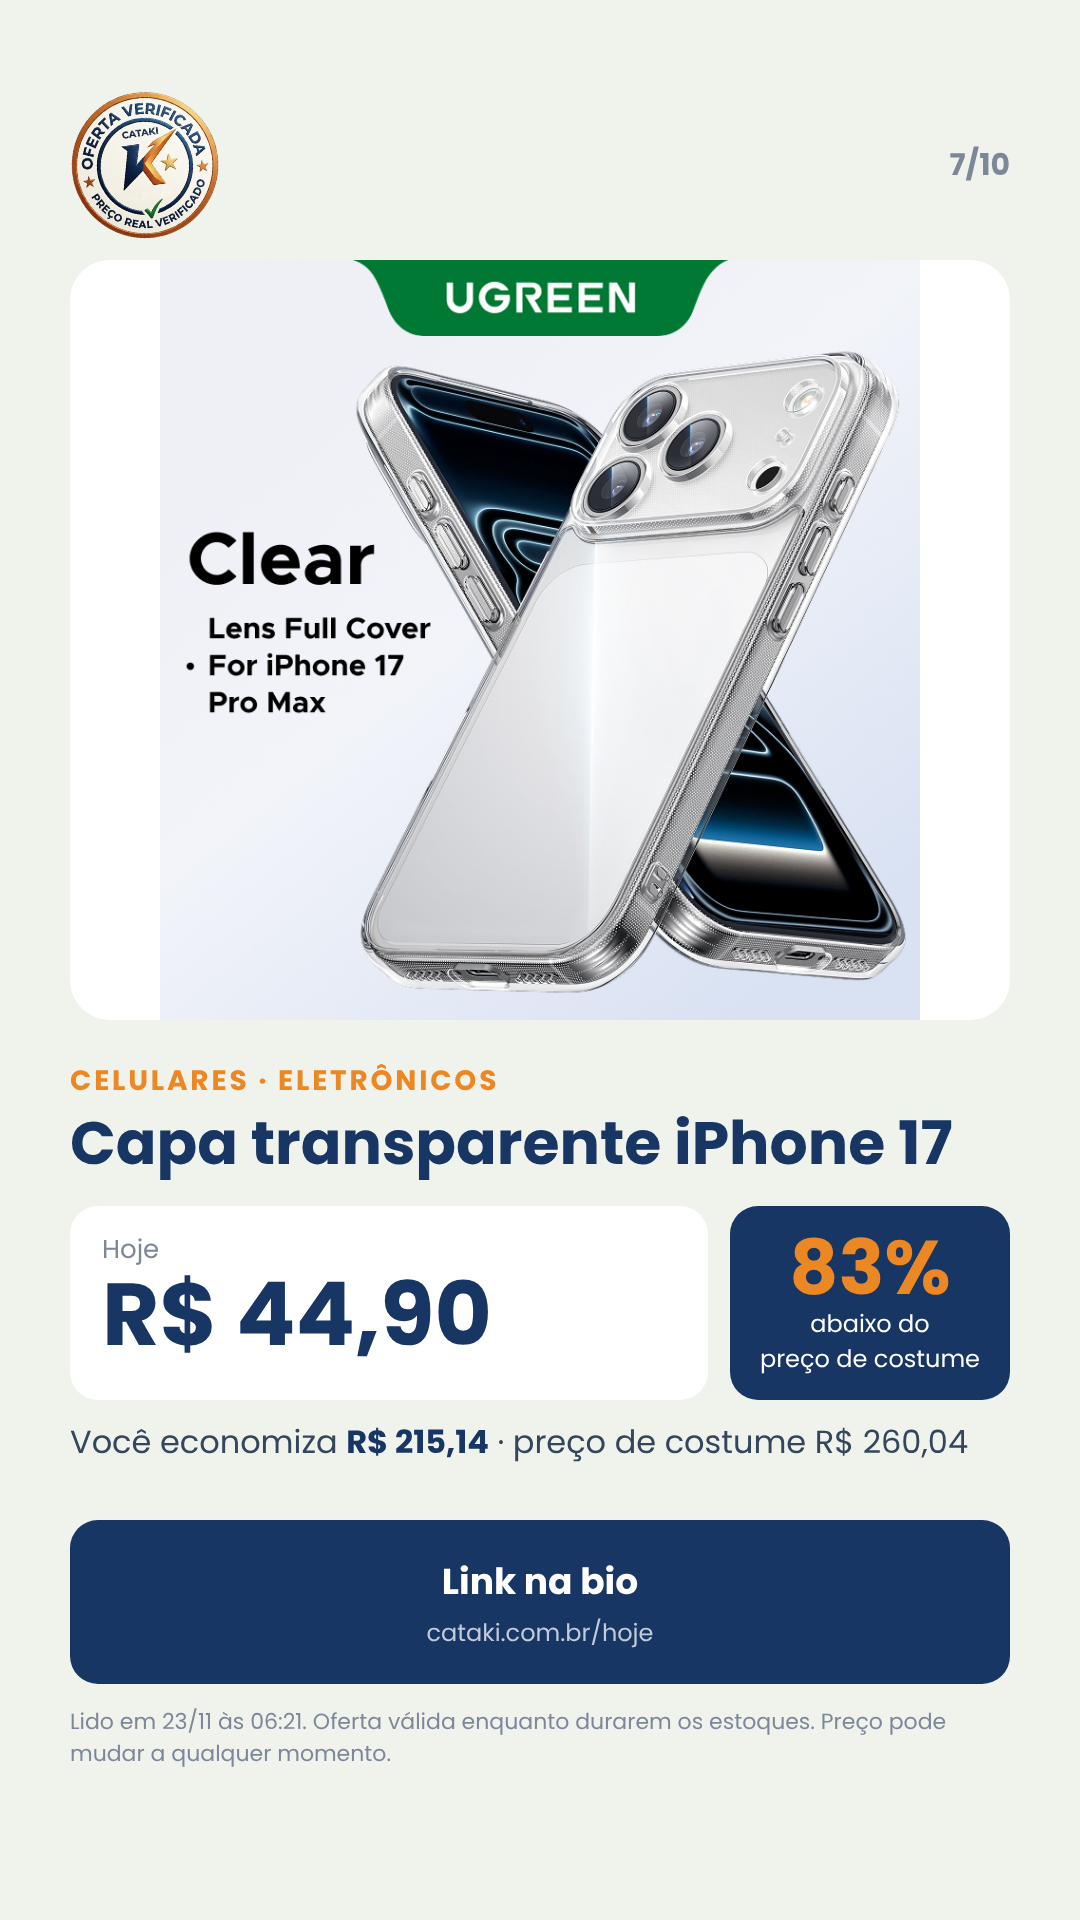 OFERTA VERIFICADA
CATAKI
PREÇO REAL VERIFICADO
7/10
UGREEN
Clear
Lens Full Cover
• For iPhone 17
Pro Max
CELULARES · ELETRÔNICOS
Capa transparente iPhone 17
Hoje
R$ 44,90
83%
abaixo do
preço de costume
Você economiza R$ 215,14 · preço de costume R$ 260,04
Link na bio
cataki.com.br/hoje
Lido em 23/11 às 06:21. Oferta válida enquanto durarem os estoques. Preço pode
mudar a qualquer momento.